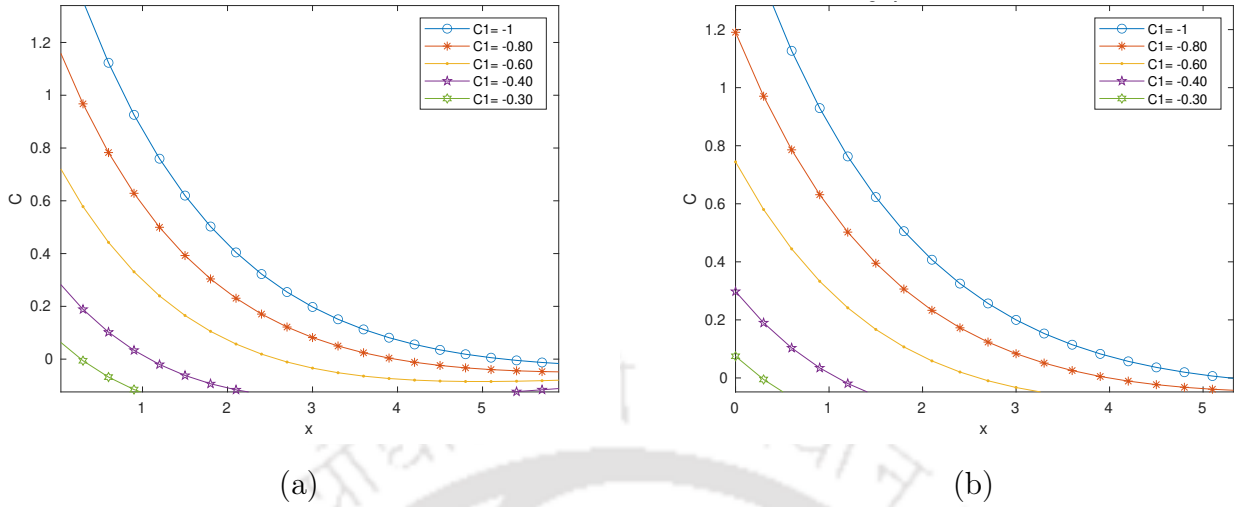 C1= -1
C1= -0.80
C1= -0.60
C1= -0.40
C1= -0.30
1.2
1
0.8
0.6
0.4
0.2
0
C
1 2 3 4 5
x
(a)
C1= -1
C1= -0.80
C1= -0.60
C1= -0.40
C1= -0.30
1.2
1
0.8
0.6
0.4
0.2
0
C
0 1 2 3 4 5
x
(b)